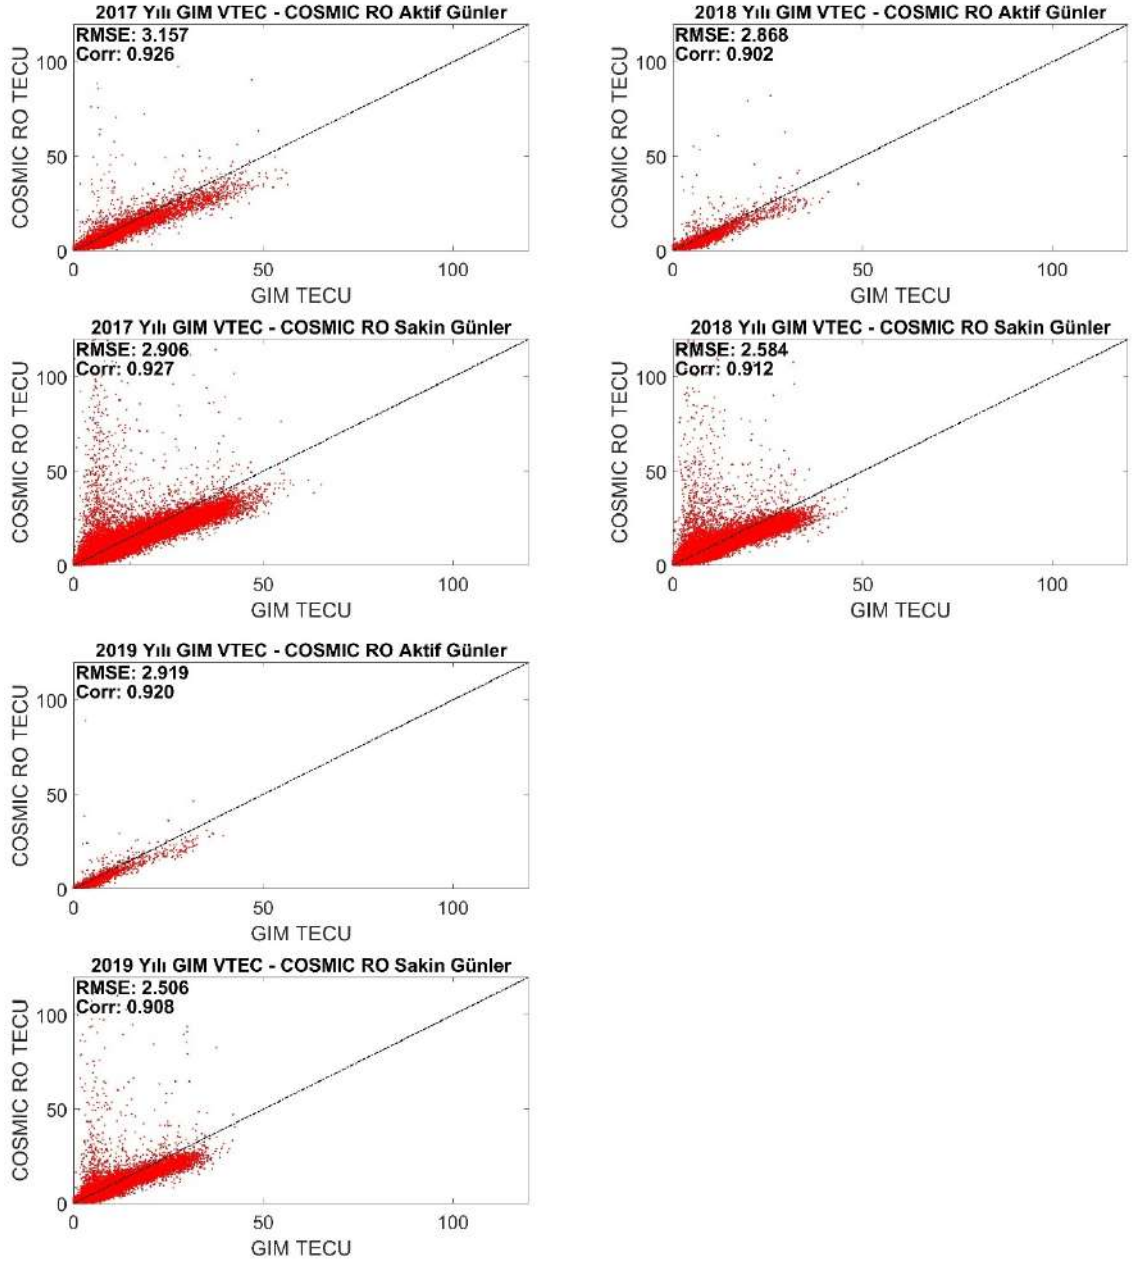 2017 Yılı GIM VTEC - COSMIC RO Aktif Günler
RMSE: 3.157
Corr: 0.926
100
50
0
COSMIC RO TECU
0 50 100
GIM TECU
2018 Yılı GIM VTEC - COSMIC RO Aktif Günler
RMSE: 2.868
Corr: 0.902
100
50
0
COSMIC RO TECU
0 50 100
GIM TECU
2017 Yılı GIM VTEC - COSMIC RO Sakin Günler
RMSE: 2.906
Corr: 0.927
100
50
0
COSMIC RO TECU
0 50 100
GIM TECU
2018 Yılı GIM VTEC - COSMIC RO Sakin Günler
RMSE: 2.584
Corr: 0.912
100
50
0
COSMIC RO TECU
0 50 100
GIM TECU
2019 Yılı GIM VTEC - COSMIC RO Aktif Günler
RMSE: 2.919
Corr: 0.920
100
50
0
COSMIC RO TECU
0 50 100
GIM TECU
2019 Yılı GIM VTEC - COSMIC RO Sakin Günler
RMSE: 2.506
Corr: 0.908
100
50
0
COSMIC RO TECU
0 50 100
GIM TECU